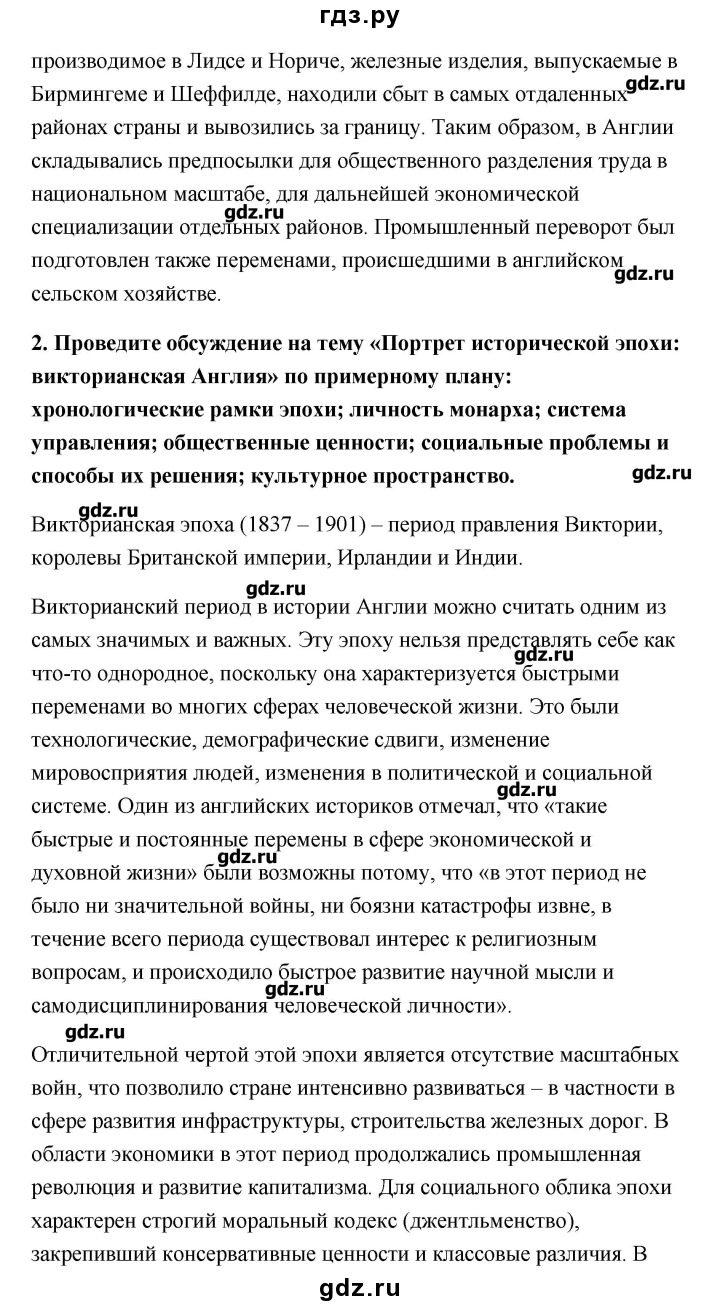 гдз.ру
производимое в Лидсе и Нориче, железные изделия, выпускаемые в
gdz.ru
Бирмингеме и Шеффилде, находили сбыт в самых отдаленных
районах страны и вывозились за границу. Таким образом, в Англии
складывались предпосылки для общественного разделения труда в
национальном масштабе, для дальнейшей экономической
gdz.ru
специализации отдельных районов. Промышленный переворот был
подготовлен также переменами, происшедшими в английском
gdz.ru
сельском хозяйстве.
2. Проведите обсуждение на тему «Портрет исторической эпохи:
викторианская Англия» по примерному плану:
хронологические рамки эпохи; личность монарха; система
управления; общественные ценности; социальные проблемы и
способы их решения; культурное пространство.
gdz.ru
gdz.ru
Викторианская эпоха (1837 – 1901) – период правления Виктории,
королевы Британской империи, Ирландии и Индии.
gdz.ru
Викторианский период в истории Англии можно считать одним из
самых значимых и важных. Эту эпоху нельзя представлять себе как
gdz.ru
что-то однородное, поскольку она характеризуется быстрыми
переменами во многих сферах человеческой жизни. Это были
технологические, демографические сдвиги, изменение
мировосприятия людей, изменения в политической и социальной
gdz.ru
системе. Один из английских историков отмечал, что «такие
быстрые и постоянные перемены в сфере экономической и
gdz.ru
духовной жизни» были возможны потому, что «в этот период не
было ни значительной войны, ни боязни катастрофы извне, в
течение всего периода существовал интерес к религиозным
вопросам, и происходило быстрое развитие научной мысли и
gdz.ru
самодисциплинирования человеческой личности».
gdz.ru
Отличительной чертой этой эпохи является отсутствие масштабных
войн, что позволило стране интенсивно развиваться – в частности в
сфере развития инфраструктуры, строительства железных дорог. В
области экономики в этот период продолжались промышленная
революция и развитие капитализма. Для социального облика эпохи
характерен строгий моральный кодекс (джентльменство),
закрепивший консервативные ценности и классовые различия. В
gdz.ru